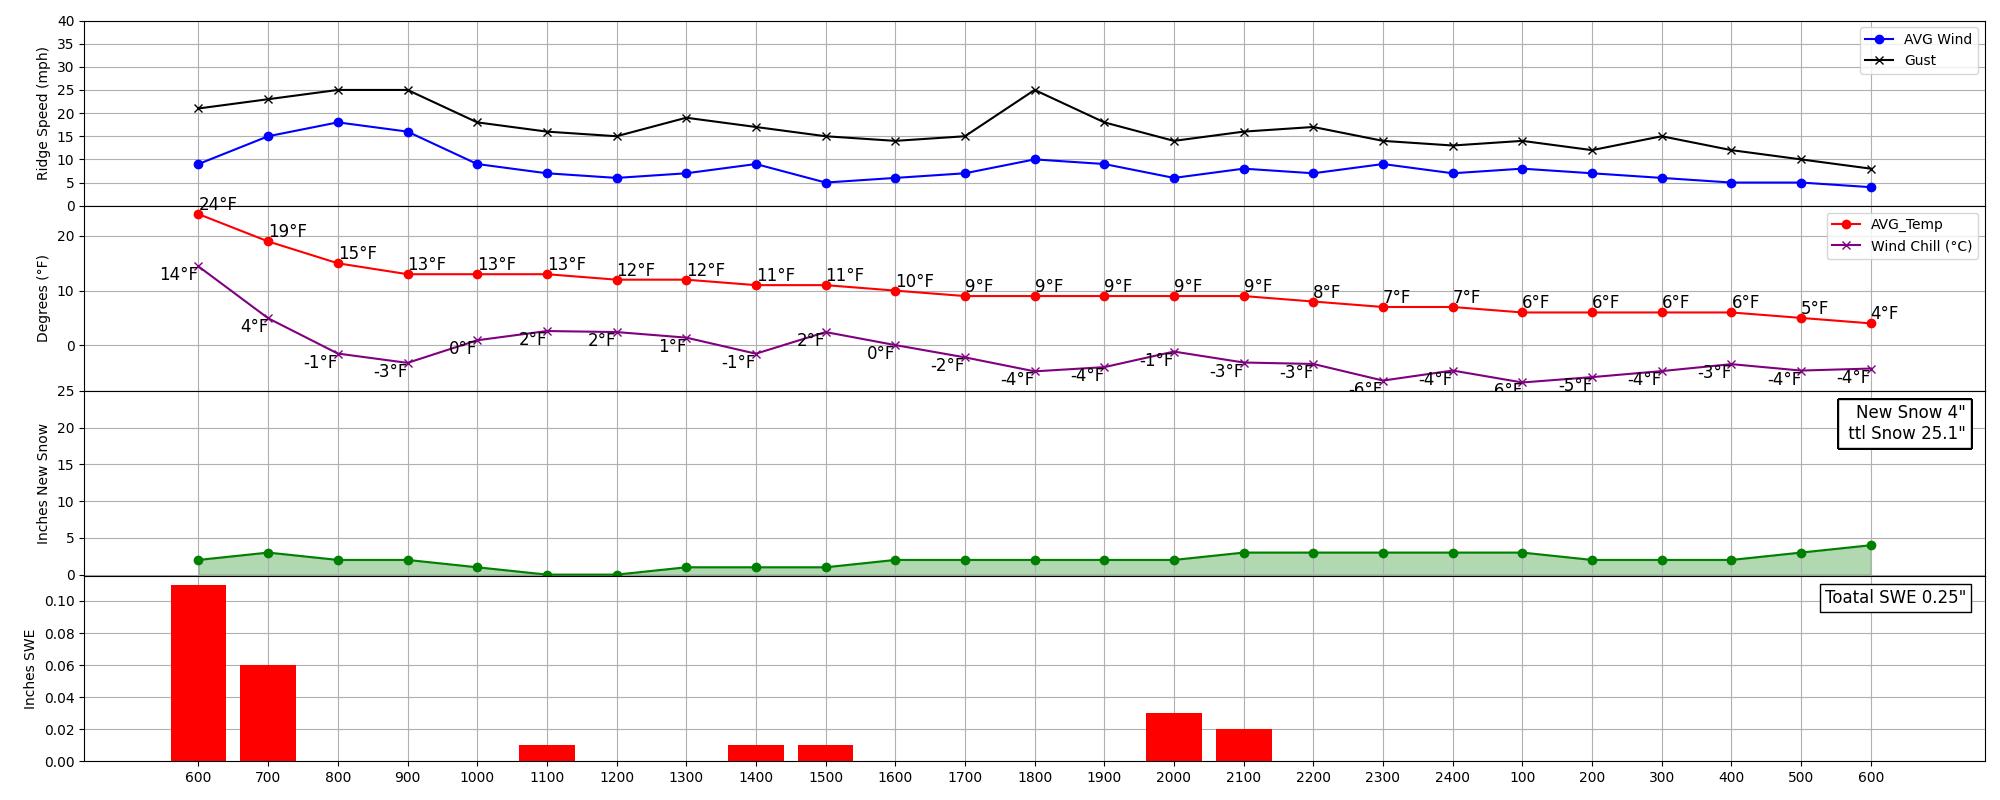 40
35
30
25
20
15
10
5
0
Ridge Speed (mph)
AVG Wind
Gust
20
10
0
Degrees (°F)
AVG_Temp
Wind Chill (°C)
24°F 19°F 15°F 13°F 13°F 13°F 12°F 12°F 11°F 11°F 10°F 9°F 9°F 9°F 9°F 9°F 8°F 7°F 7°F 6°F 6°F 6°F 6°F 5°F 4°F
14°F 4°F -1°F -3°F 0°F 2°F 2°F 1°F -1°F 2°F 0°F -2°F -4°F -4°F -1°F -3°F -3°F -6°F -4°F 6°F -5°F -4°F -3°F -4°F -4°F
25
20
15
10
5
0
Inches New Snow
New Snow 4"
ttl Snow 25.1"
0.10
0.08
0.06
0.04
0.02
0.00
Inches SWE
Toatal SWE 0.25"
600 700 800 900 1000 1100 1200 1300 1400 1500 1600 1700 1800 1900 2000 2100 2200 2300 2400 100 200 300 400 500 600